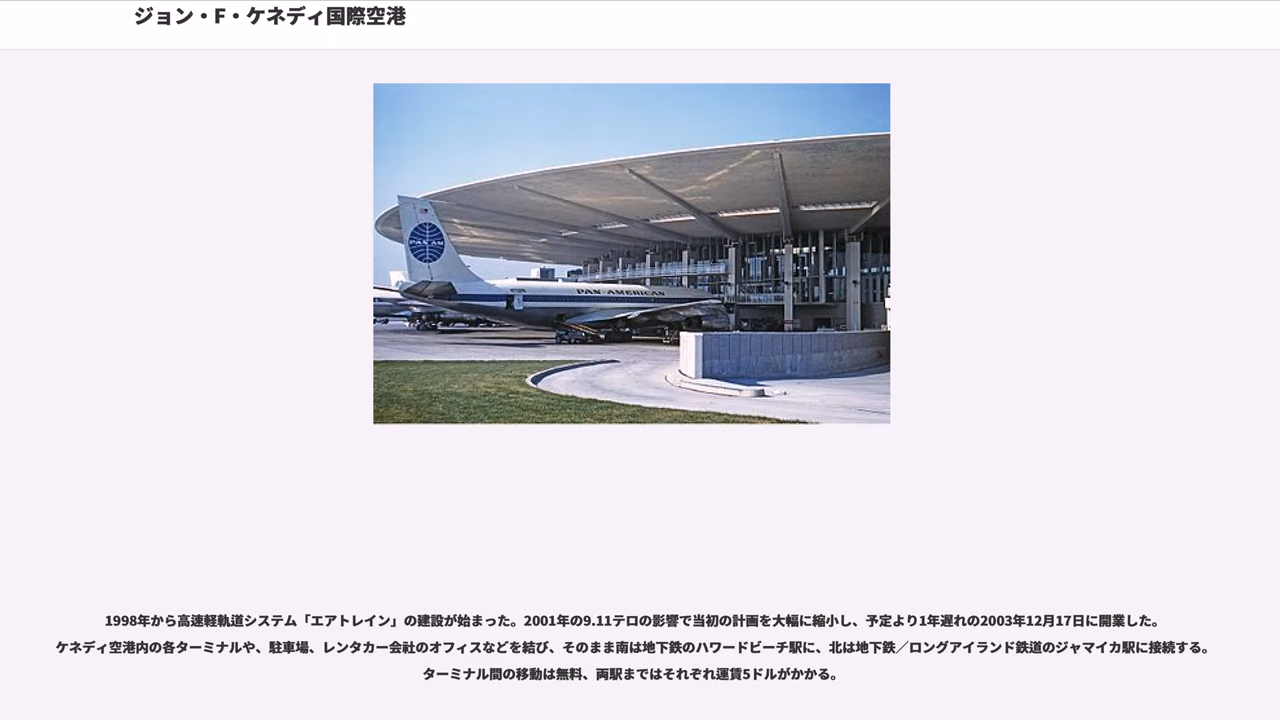 ジョン・F・ケネディ国際空港
PAN AM
PAN AMERICAN
1998年から高速軽軌道システム「エアトレイン」の建設が始まった。2001年の9.11テロの影響で当初の計画を大幅に縮小し、予定より1年遅れの2003年12月17日に開業した。
ケネディ空港内の各ターミナルや、駐車場、レンタカー会社のオフィスなどを結び、そのまま南は地下鉄のハワードビーチ駅に、北は地下鉄／ロングアイランド鉄道のジャマイカ駅に接続する。
ターミナル間の移動は無料、両駅まではそれぞれ運賃5ドルがかかる。